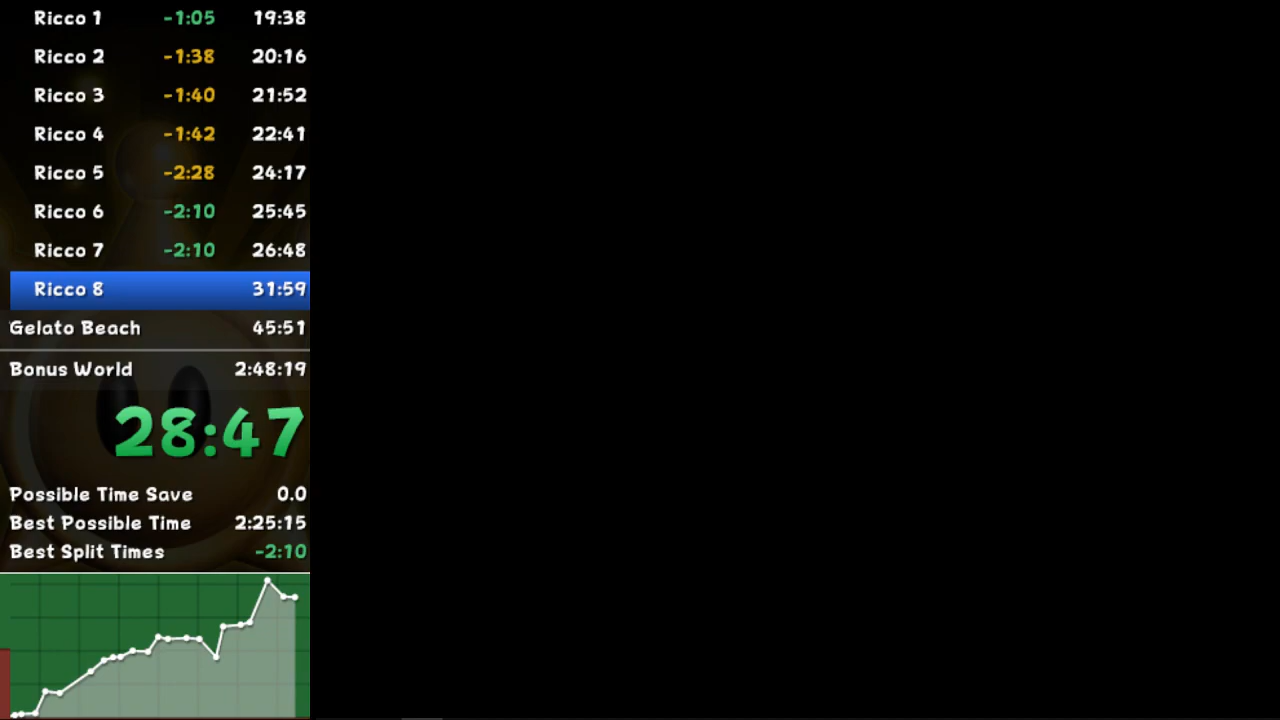 Ricco 1 -1:05 19:38
Ricco 2 -1:38 20:16
Ricco 3 -1:40 21:52
Ricco 4 -1:42 22:41
Ricco 5 -2:28 24:17
Ricco 6 -2:10 25:45
Ricco 7 -2:10 26:48
Ricco 8 31:59
Gelato Beach 45:51
Bonus World 2:48:19
28:47
Possible Time Save 0.0
Best Possible Time 2:25:15
Best Split Times -2:10